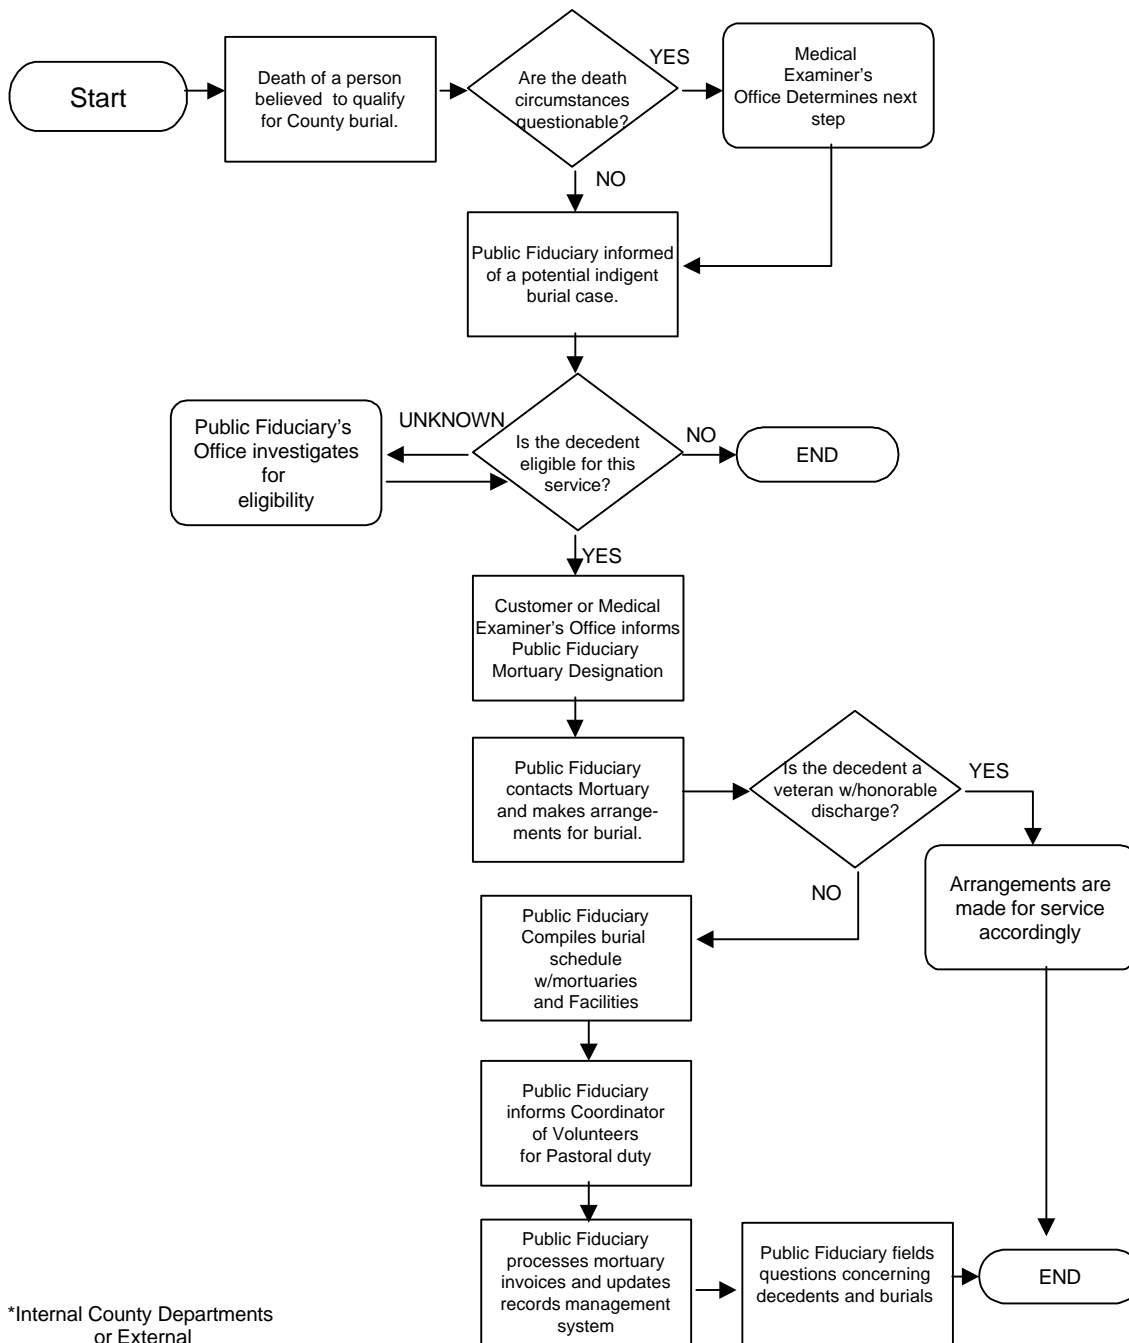 Start
Death of a person
believed to qualify
for County burial.
Are the death
circumstances
questionable?
YES
Medical
Examiner's
Office Determines next
step
NO
Public Fiduciary informed
of a potential indigent
burial case.
Public Fiduciary's
Office investigates
for
eligibility
UNKNOWN
Is the decedent
eligible for this
service?
NO
END
YES
Customer or Medical
Examiner's Office informs
Public Fiduciary
Mortuary Designation
Public Fiduciary
contacts Mortuary
and makes arrange-
ments for burial.
Is the decedent a
veteran w/honorable
discharge?
YES
Arrangements are
made for service
accordingly
NO
Public Fiduciary
Compiles burial
schedule
w/mortuaries
and Facilities
Public Fiduciary
informs Coordinator
of Volunteers
for Pastoral duty
Public Fiduciary
processes mortuary
invoices and updates
records management
system
Public Fiduciary fields
questions concerning
decedents and burials
END
*Internal County Departments
or External